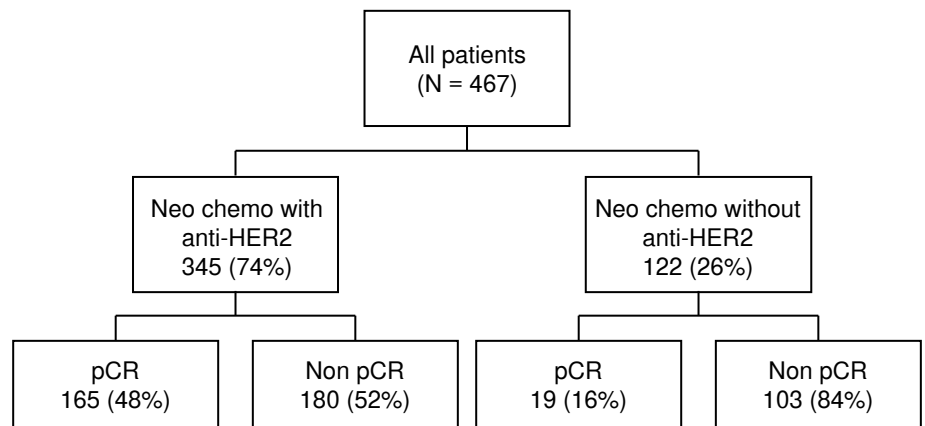 All patients
(N = 467)
Neo chemo with
anti-HER2
345 (74%)
Neo chemo without
anti-HER2
122 (26%)
pCR
165 (48%)
Non pCR
180 (52%)
pCR
19 (16%)
Non pCR
103 (84%)